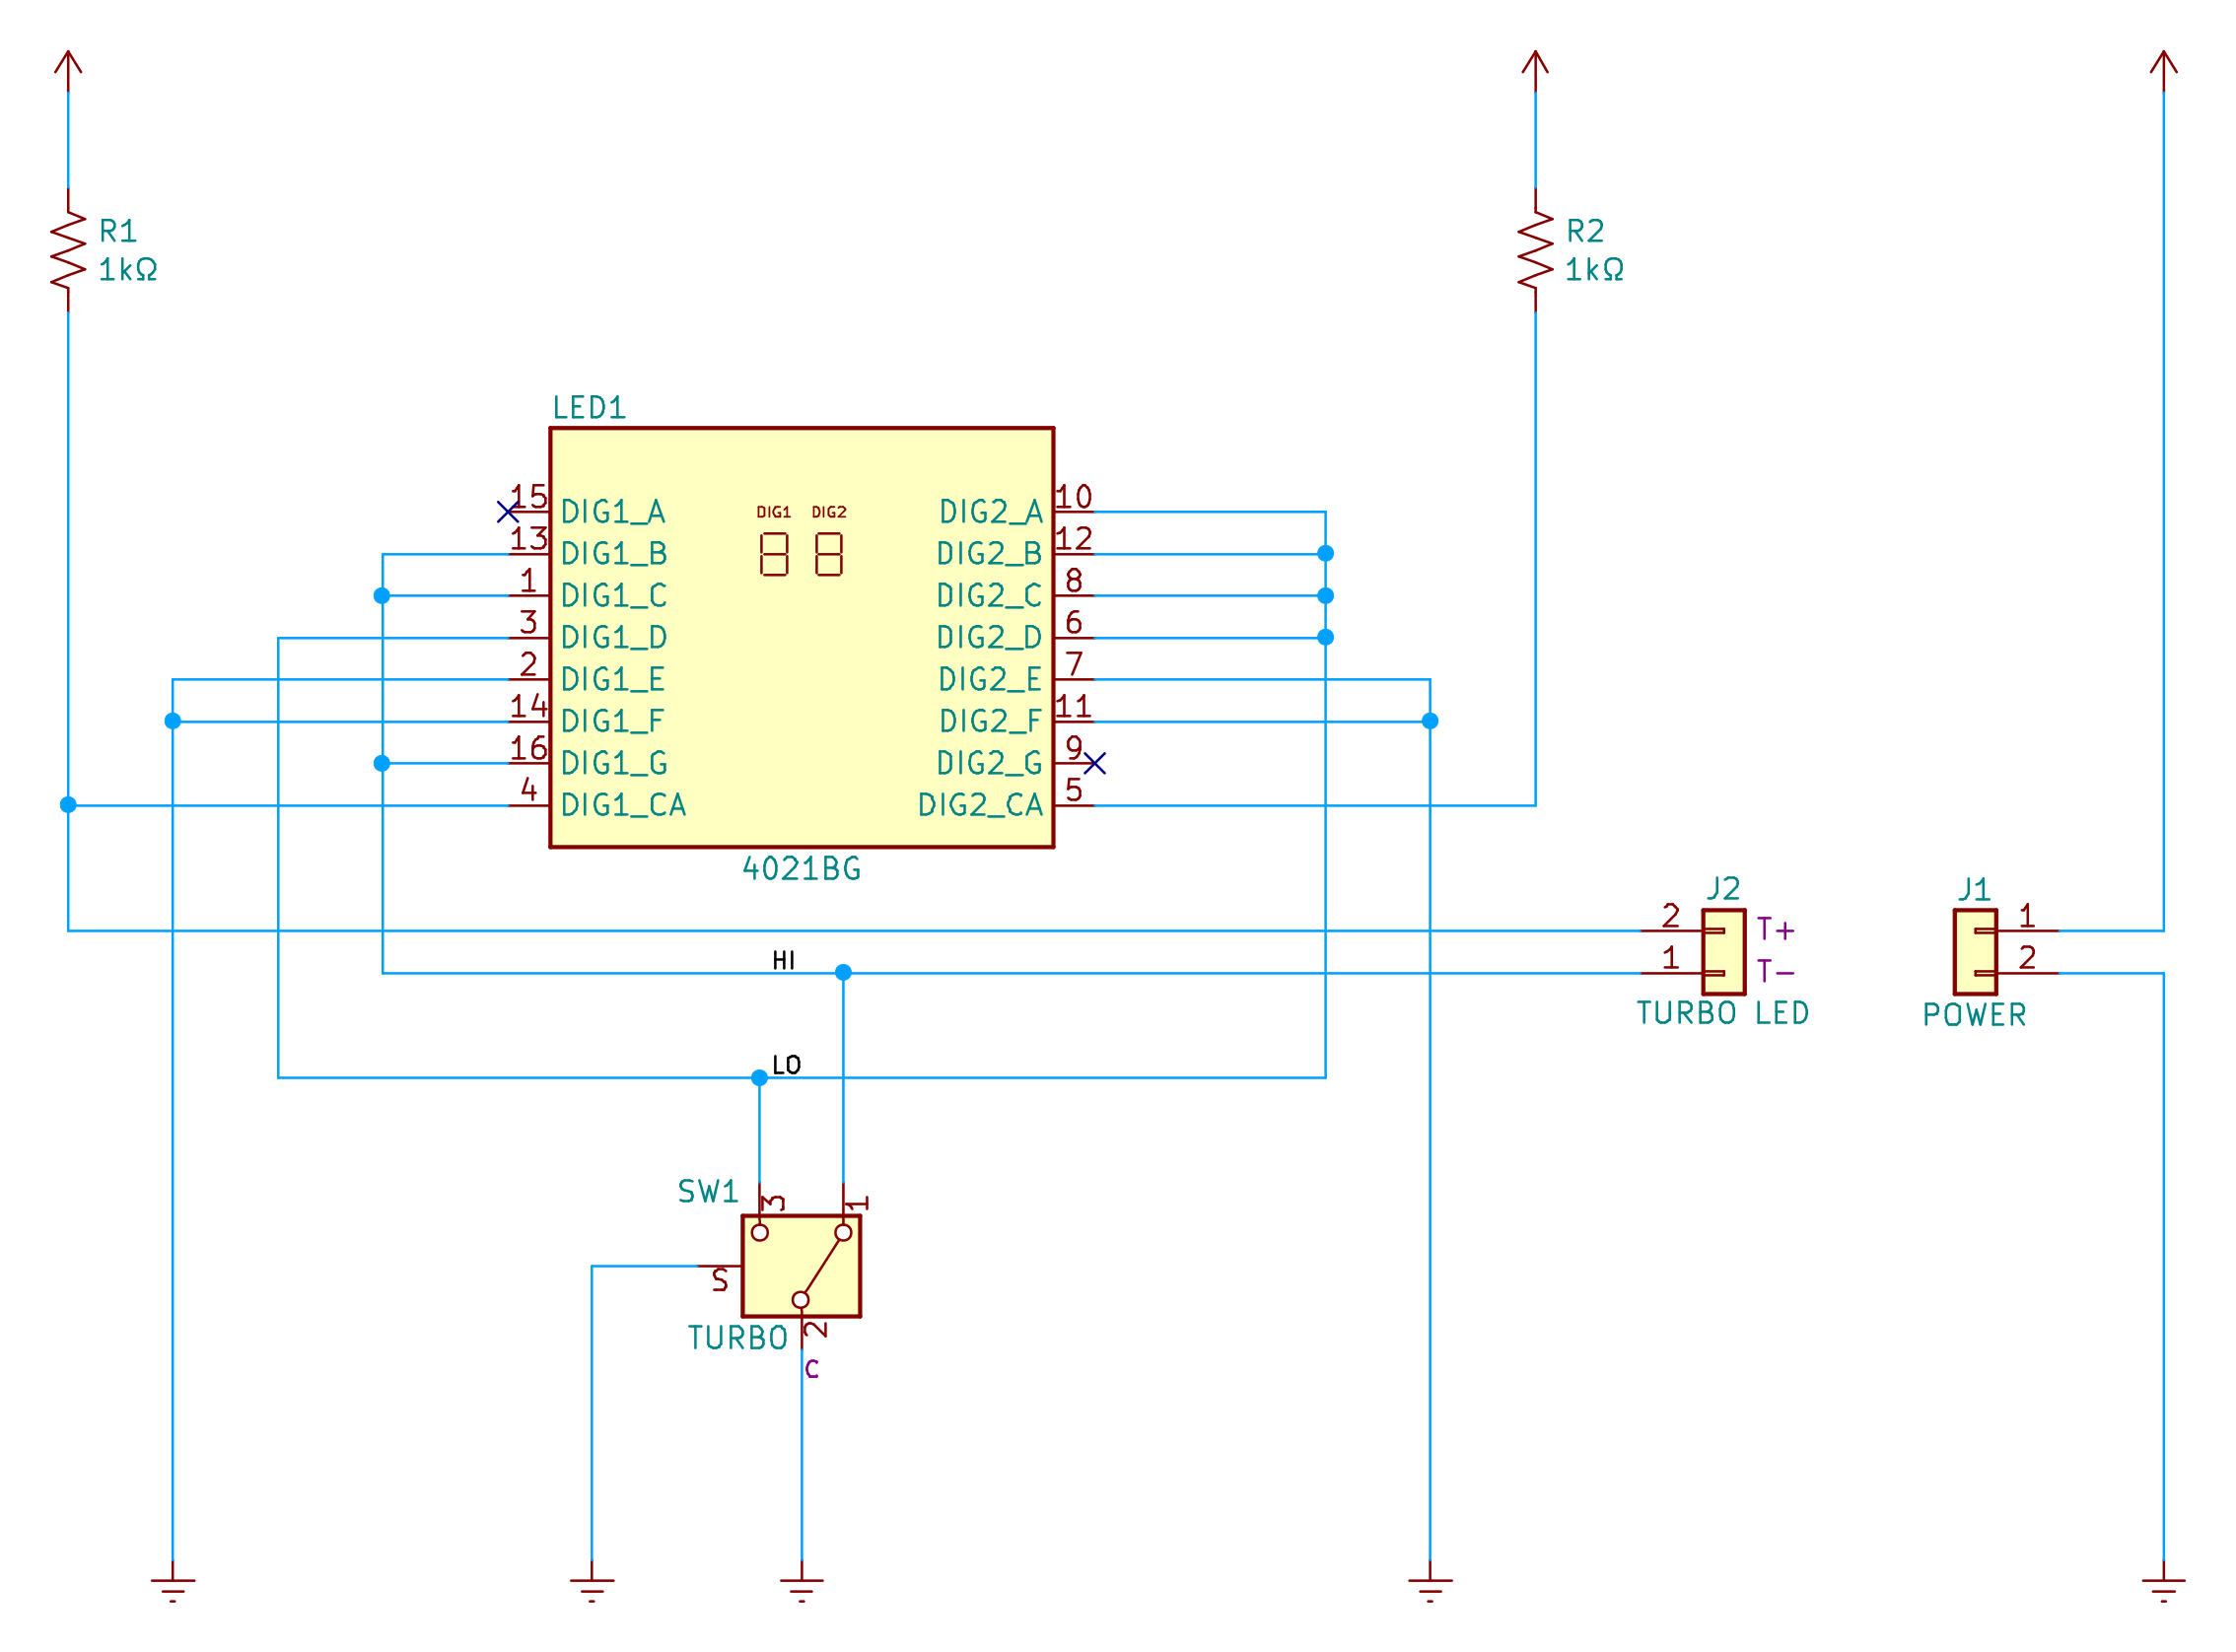 R1
1kΩ
R2
1kΩ
LED1
15 DIG1_A
13 DIG1_B
1 DIG1_C
3 DIG1_D
2 DIG1_E
14 DIG1_F
16 DIG1_G
4 DIG1_CA
DIG1 DIG2
DIG2_A 10
DIG2_B 12
DIG2_C 8
DIG2_D 6
DIG2_E 7
DIG2_F 11
DIG2_G 9
DIG2_CA 5
4021BG
J2
2 T+
1 T-
TURBO LED
J1
1
2
POWER
HI
LO
SW1
3
1
S
2
TURBO
C